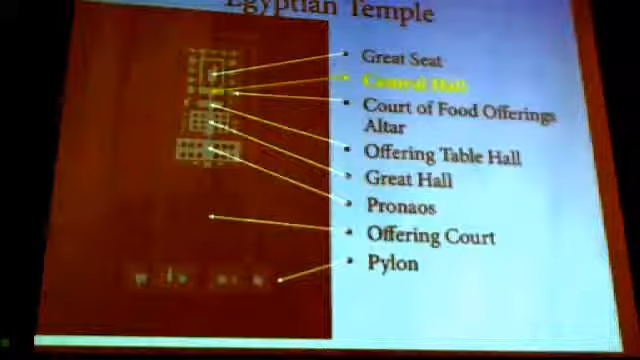 Egyptian Temple
Great Seat
Central Hall
Court of Food Offerings
Altar
Offering Table Hall
Great Hall
Pronaos
Offering Court
Pylon